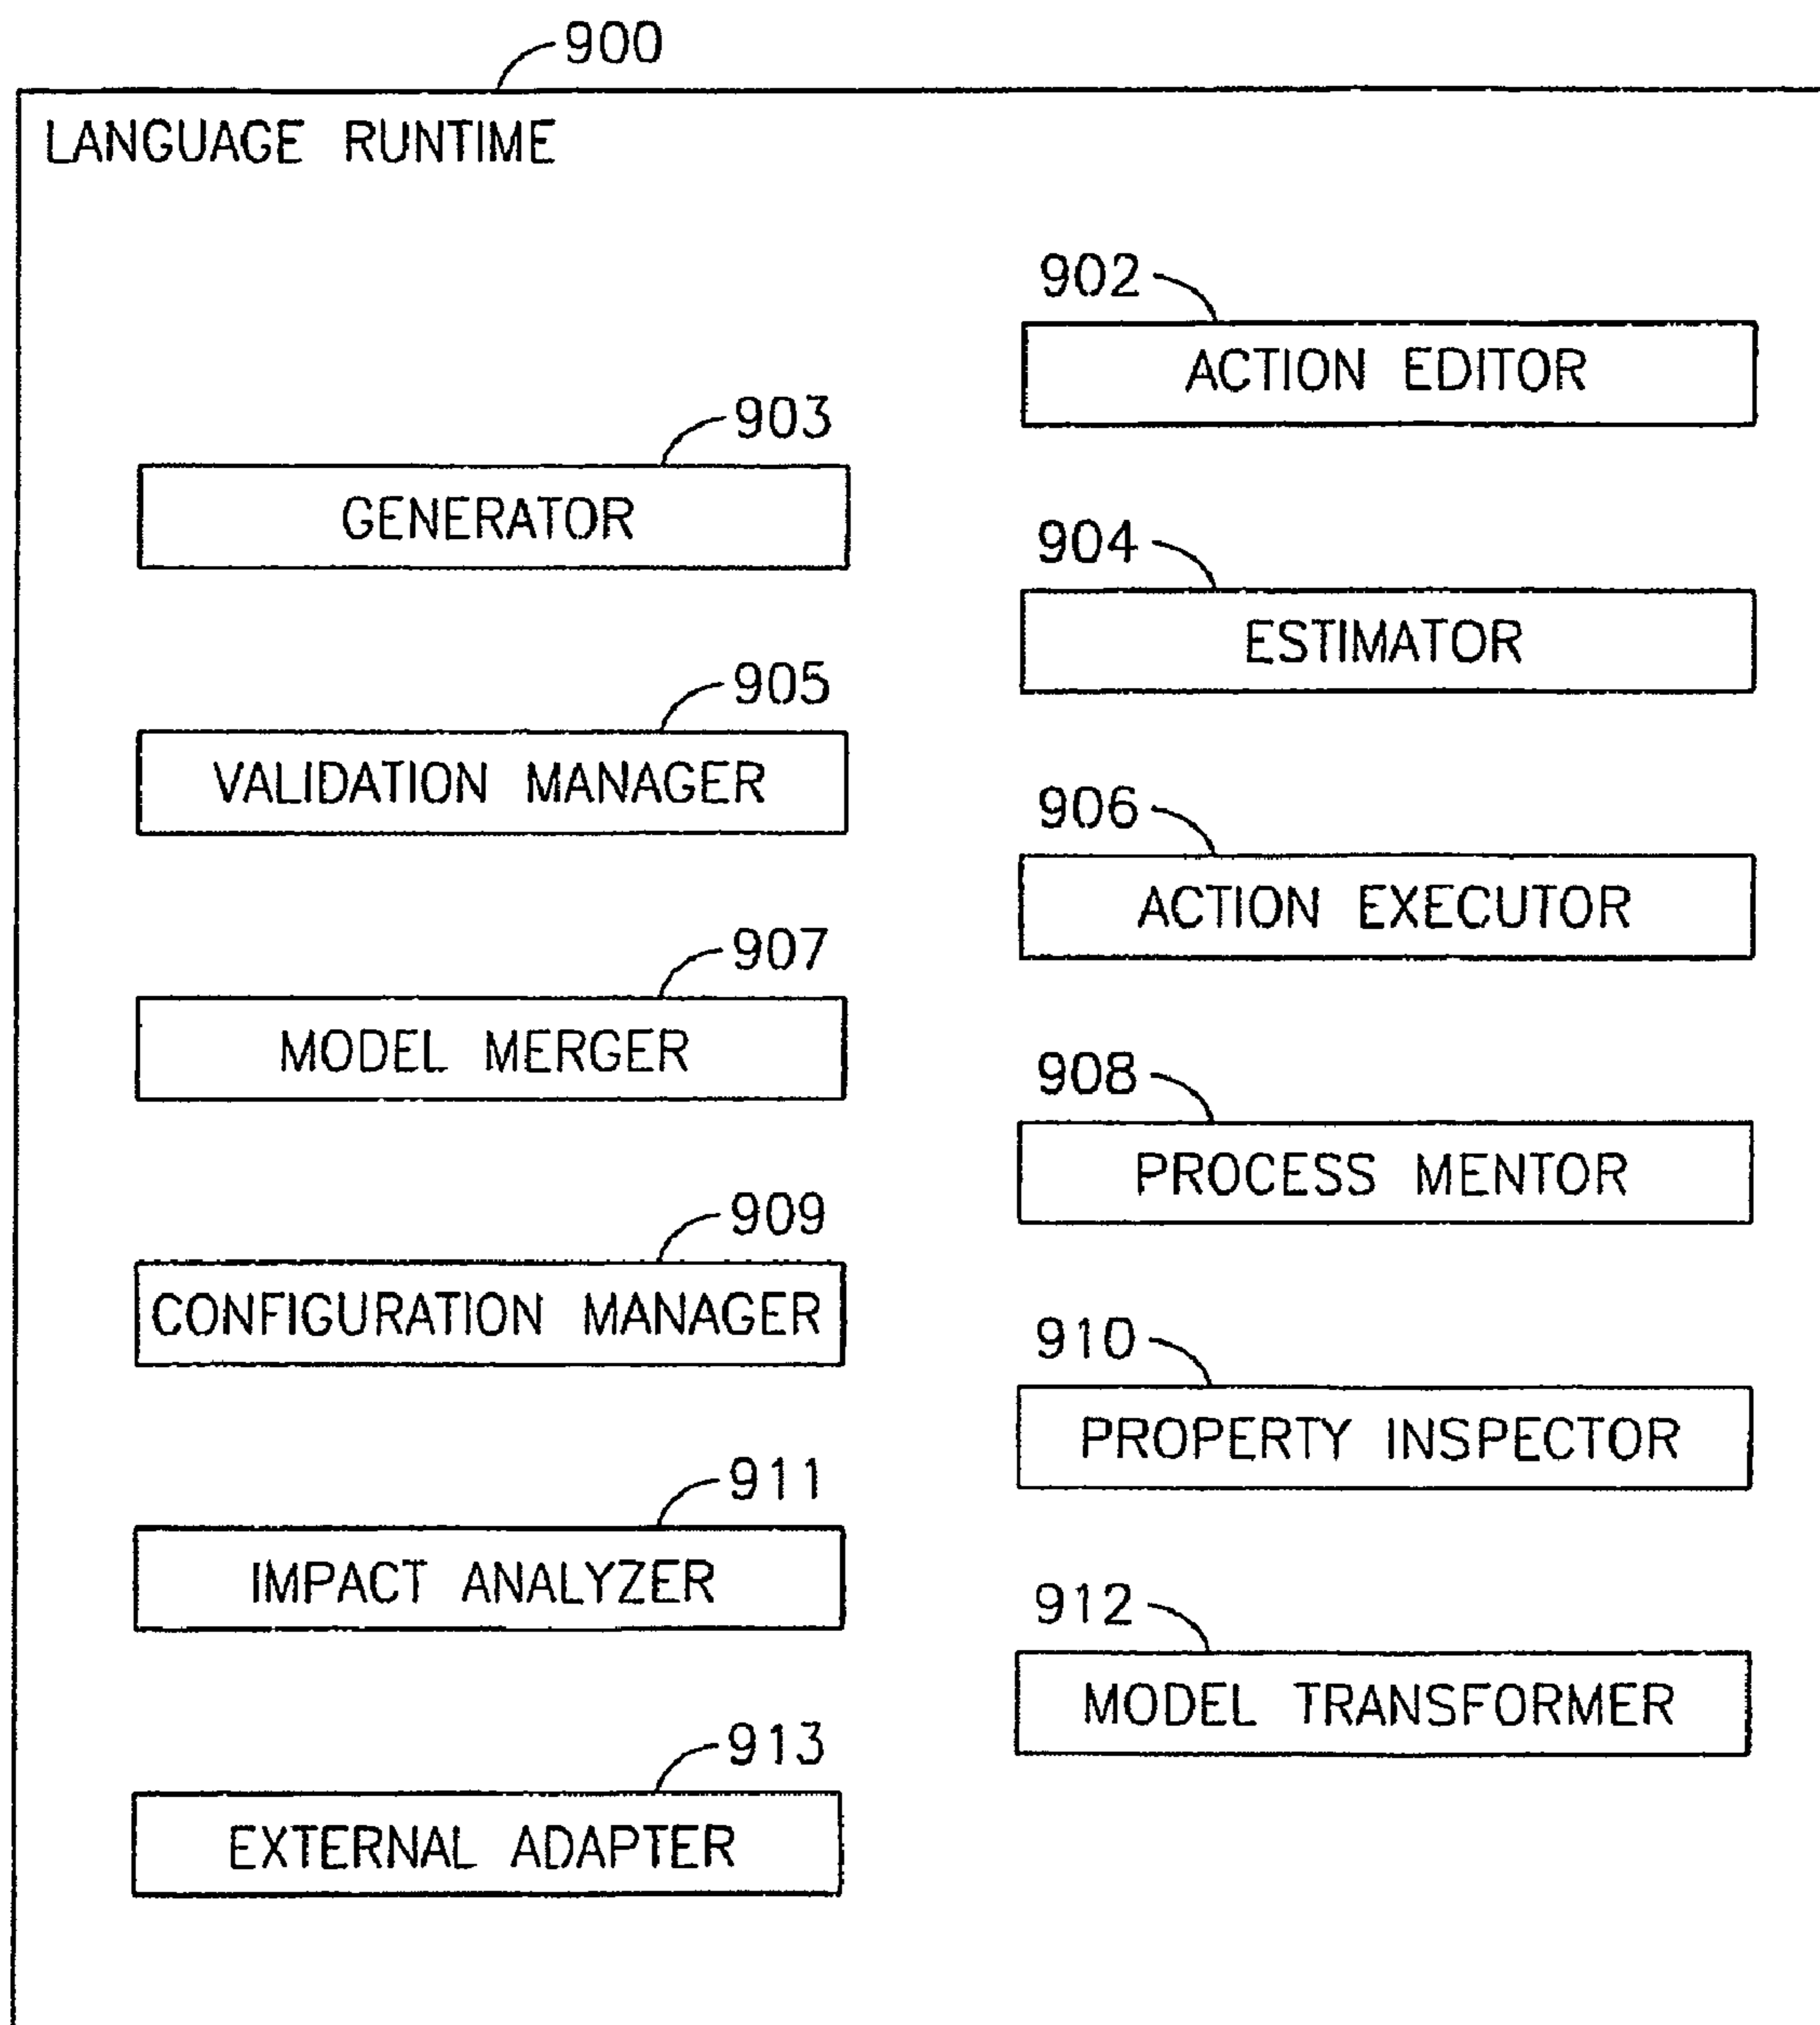 900
LANGUAGE RUNTIME
902
ACTION EDITOR
903
GENERATOR
904
ESTIMATOR
905
VALIDATION MANAGER
906
ACTION EXECUTOR
907
MODEL MERGER
908
PROCESS MENTOR
909
CONFIGURATION MANAGER
910
PROPERTY INSPECTOR
911
IMPACT ANALYZER
912
MODEL TRANSFORMER
913
EXTERNAL ADAPTER